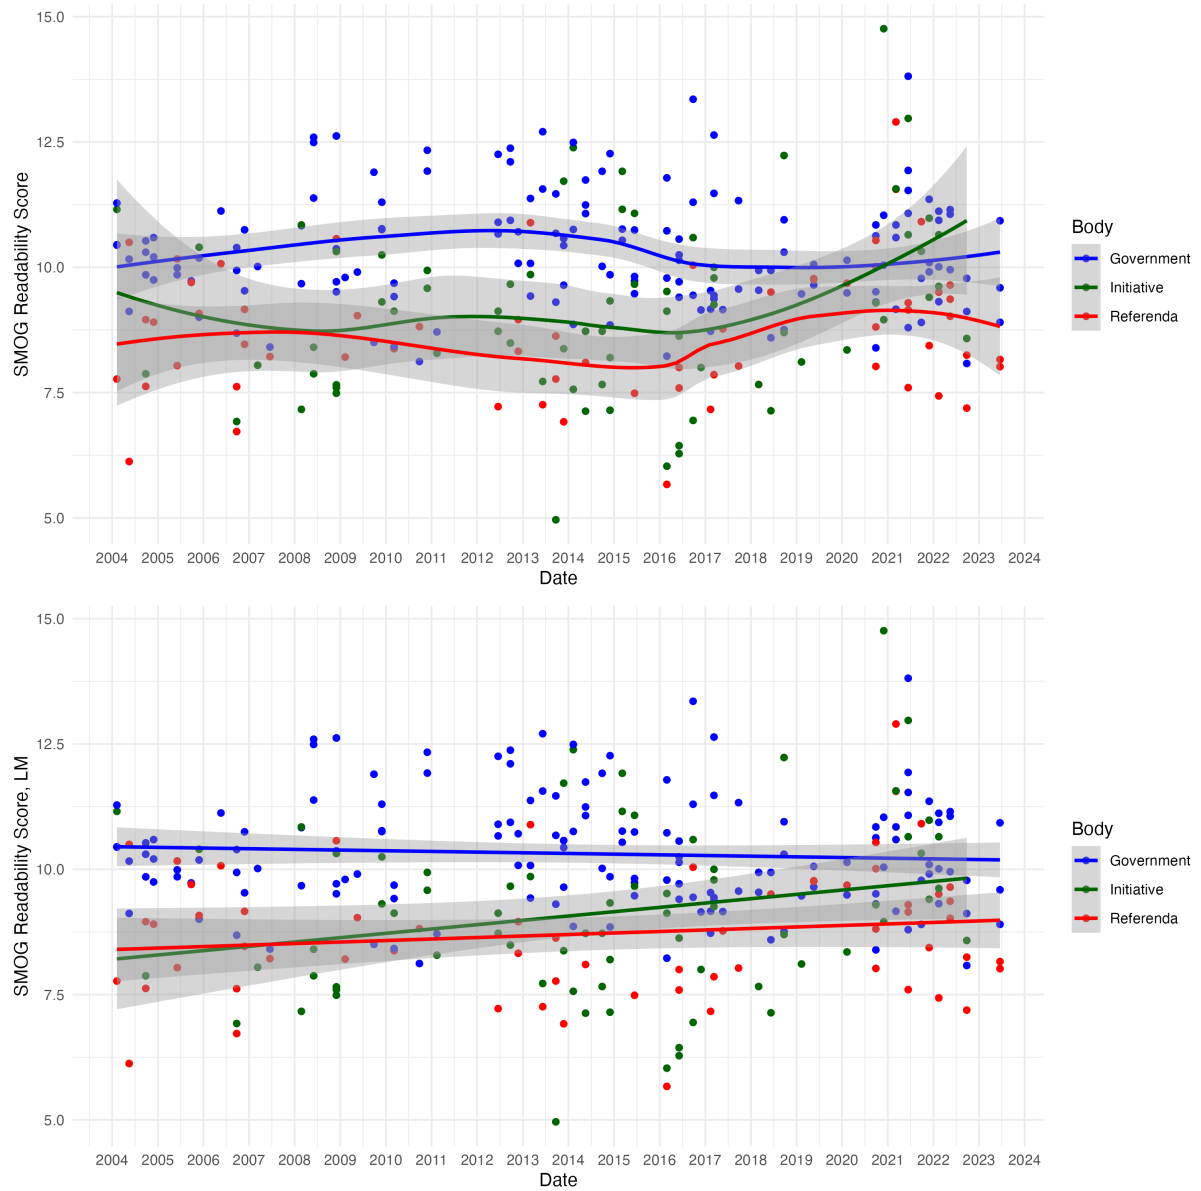 15.0
12.5
10.0
7.5
5.0
SMOG Readability Score
2004 2005 2006 2007 2008 2009 2010 2011 2012 2013 2014 2015 2016 2017 2018 2019 2020 2021 2022 2023 2024
Date
Body
Government
Initiative
Referenda
15.0
12.5
10.0
7.5
5.0
SMOG Readability Score, LM
2004 2005 2006 2007 2008 2009 2010 2011 2012 2013 2014 2015 2016 2017 2018 2019 2020 2021 2022 2023 2024
Date
Body
Government
Initiative
Referenda